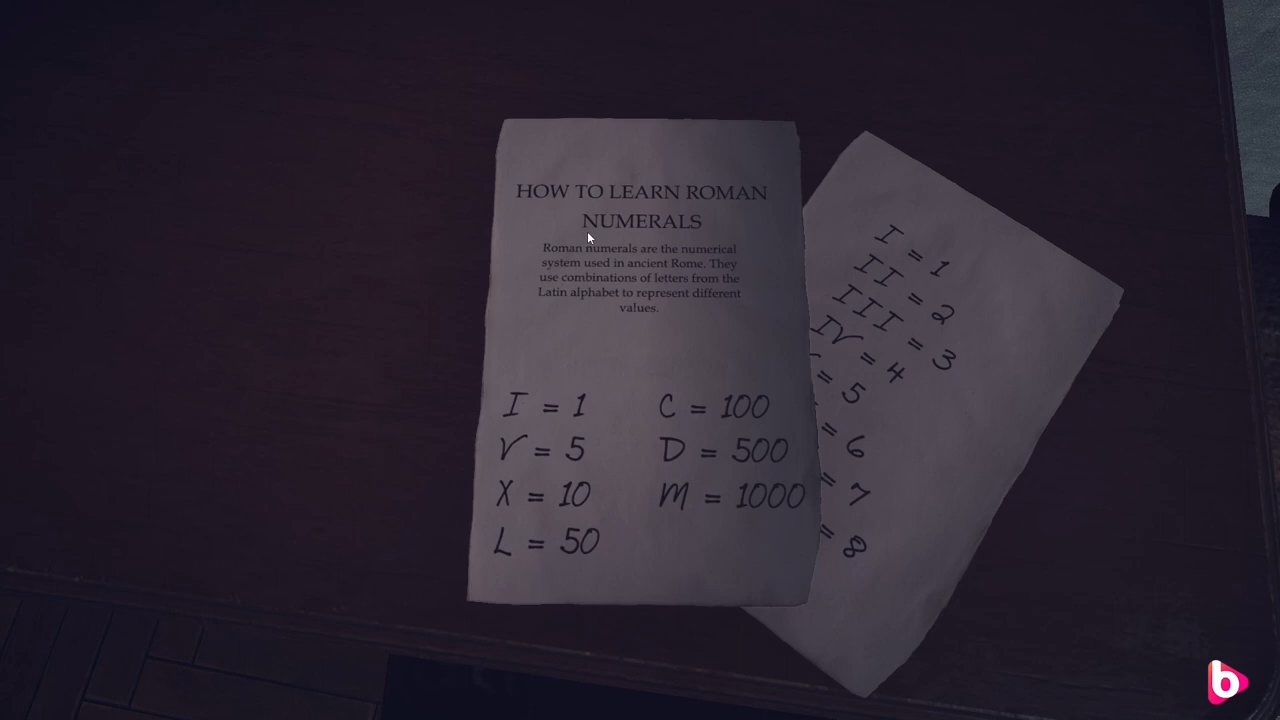 HOW TO LEARN ROMAN
NUMERALS
Roman numerals are the numerical
system used in ancient Rome. They
use combinations of letters from the
Latin alphabet to represent different
values.
I = 1
V = 5
X = 10
L = 50
C = 100
D = 500
M = 1000
I = 1
II = 2
III = 3
IV = 4
= 5
= 6
= 7
= 8
b